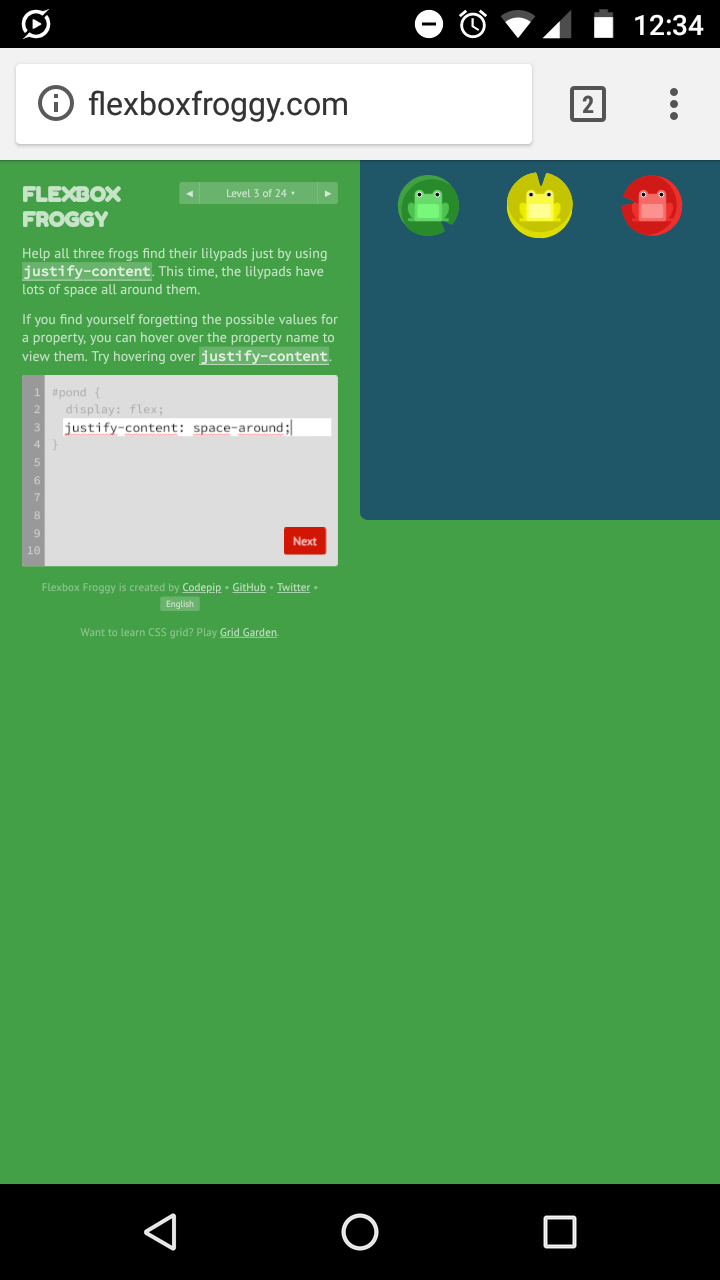 12:34
flexboxfroggy.com
2
FLEXBOX
FROGGY
◀ Level 3 of 24 ▾ ▶
Help all three frogs find their lilypads just by using
justify-content. This time, the lilypads have
lots of space all around them.
If you find yourself forgetting the possible values for
a property, you can hover over the property name to
view them. Try hovering over justify-content.
1 #pond {
2 display: flex;
3 justify-content: space-around;
4 }
5
6
7
8
9
10
Next
Flexbox Froggy is created by Codepip • GitHub • Twitter •
English
Want to learn CSS grid? Play Grid Garden.